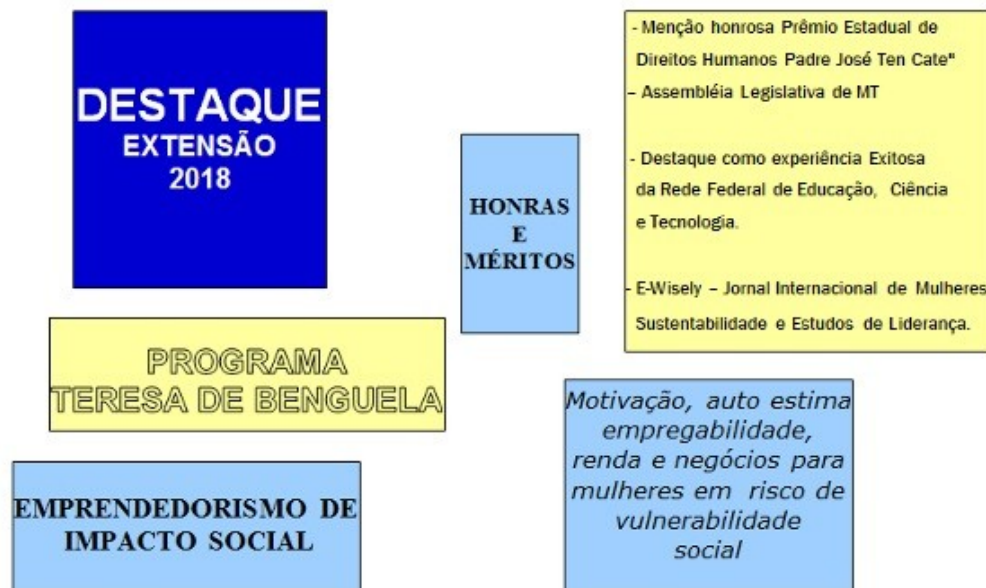 DESTAQUE
EXTENSÃO
2018
- Menção honrosa Prêmio Estadual de
Direitos Humanos Padre José Ten Cate"
– Assembléia Legislativa de MT
- Destaque como experiência Exitosa
da Rede Federal de Educação, Ciência
e Tecnologia.
- E-Wisely – Jornal Internacional de Mulheres
Sustentabilidade e Estudos de Liderança.
HONRAS
E
MÉRITOS
PROGRAMA
TERESA DE BENGUELA
Motivação, auto estima
empregabilidade,
renda e negócios para
mulheres em risco de
vulnerabilidade
social
EMPRENDEDORISMO DE
IMPACTO SOCIAL